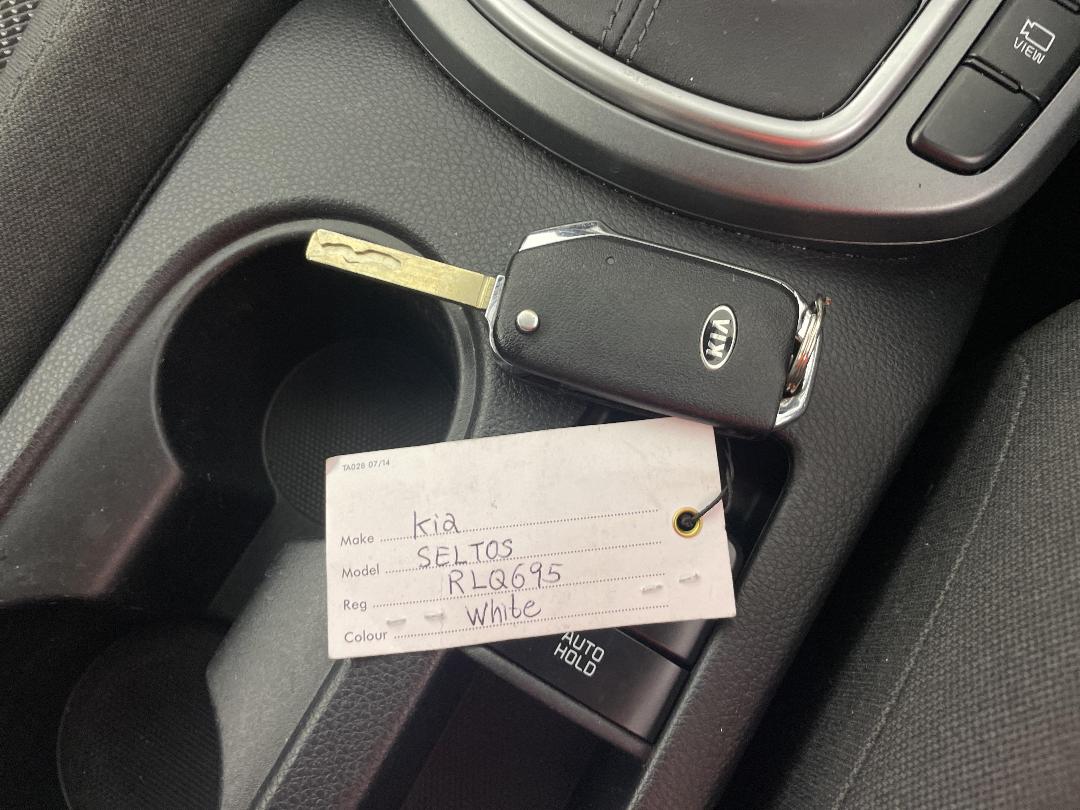 VIEW
KIA
TA028 07/14
Make kia
Model SELTOS
Reg RLQ695
Colour White
AUTO
HOLD